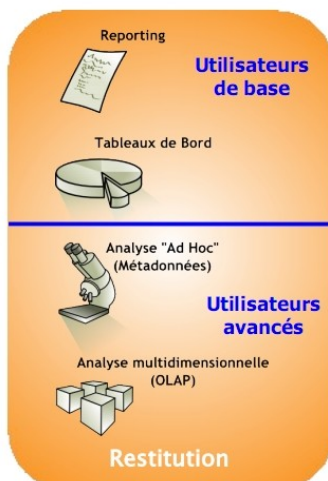 Reporting
Utilisateurs
de base
Tableaux de Bord
Analyse "Ad Hoc"
(Métadonnées)
Utilisateurs
avancés
Analyse multidimensionnelle
(OLAP)
Restitution